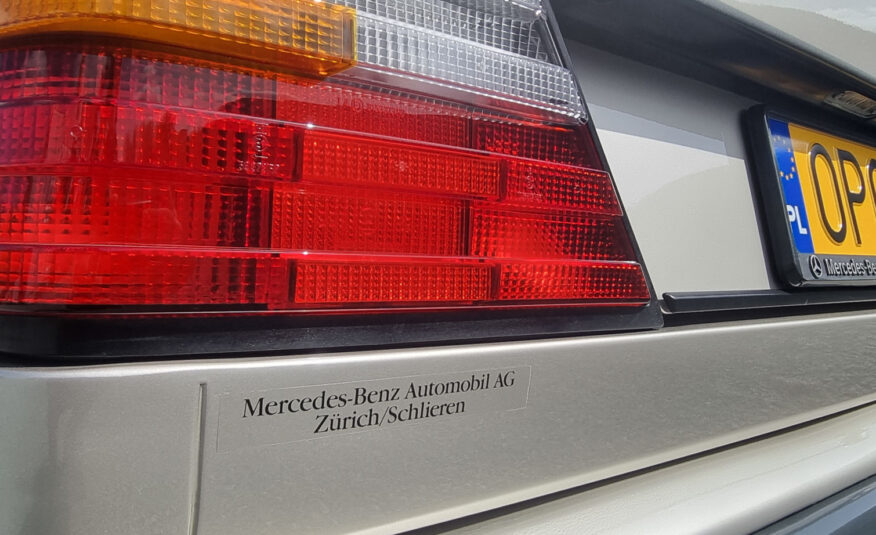 PL
OP
Mercedes-Be
Mercedes-Benz Automobil AG
Zürich/Schlieren